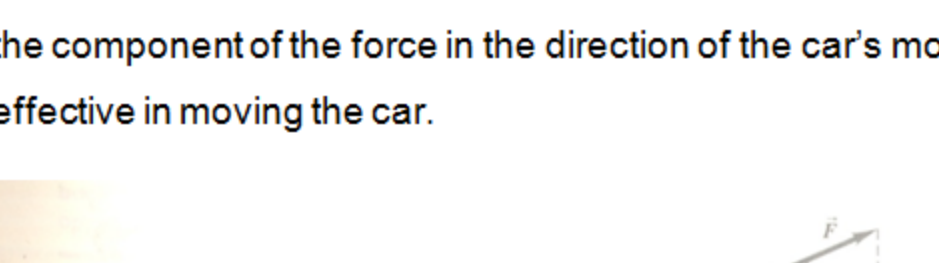 the component of the force in the direction of the car's mo
effective in moving the car.
F